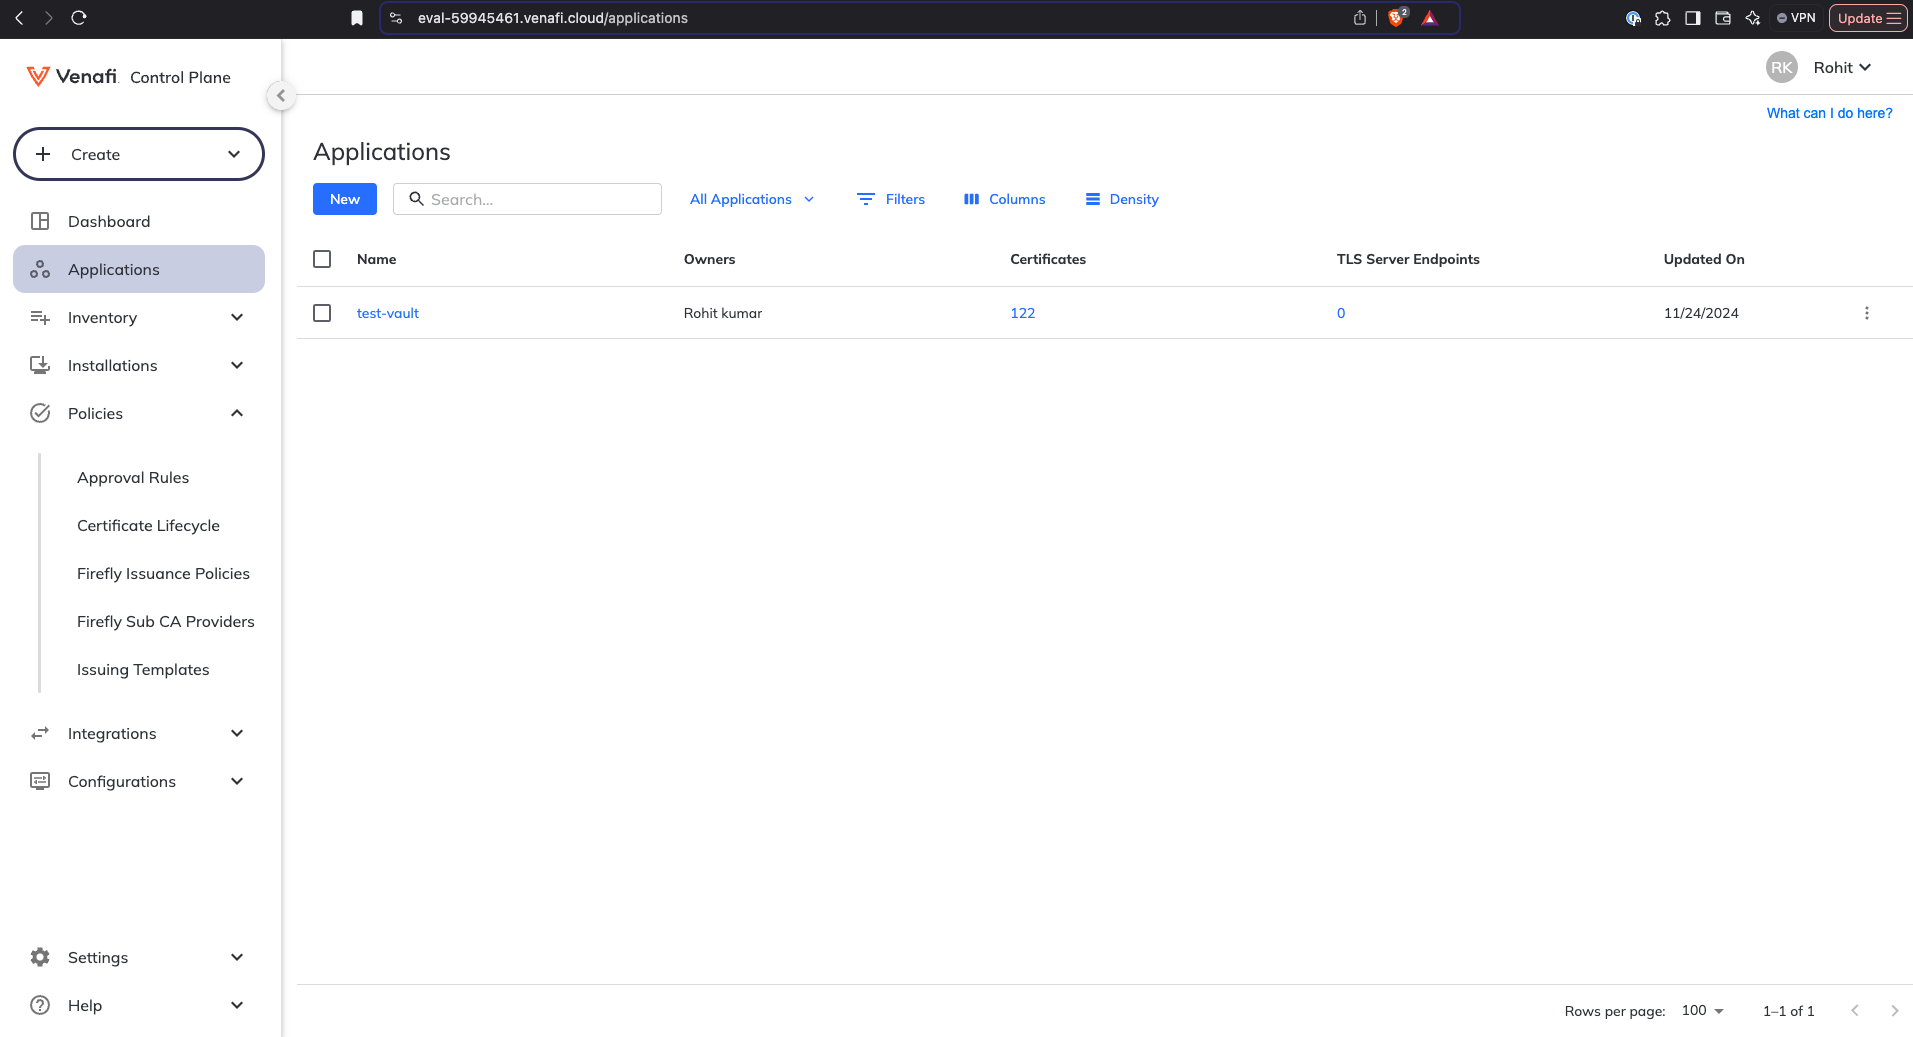 eval-59945461.venafi.cloud/applications
2
VPN
Update
Venafi Control Plane
RK
Rohit
What can I do here?
Create
Dashboard
Applications
Inventory
Installations
Policies
Approval Rules
Certificate Lifecycle
Firefly Issuance Policies
Firefly Sub CA Providers
Issuing Templates
Integrations
Configurations
Settings
Help
Applications
New
Search...
All Applications
Filters
Columns
Density
Name Owners Certificates TLS Server Endpoints Updated On
test-vault Rohit kumar 122 0 11/24/2024
Rows per page: 100 1–1 of 1